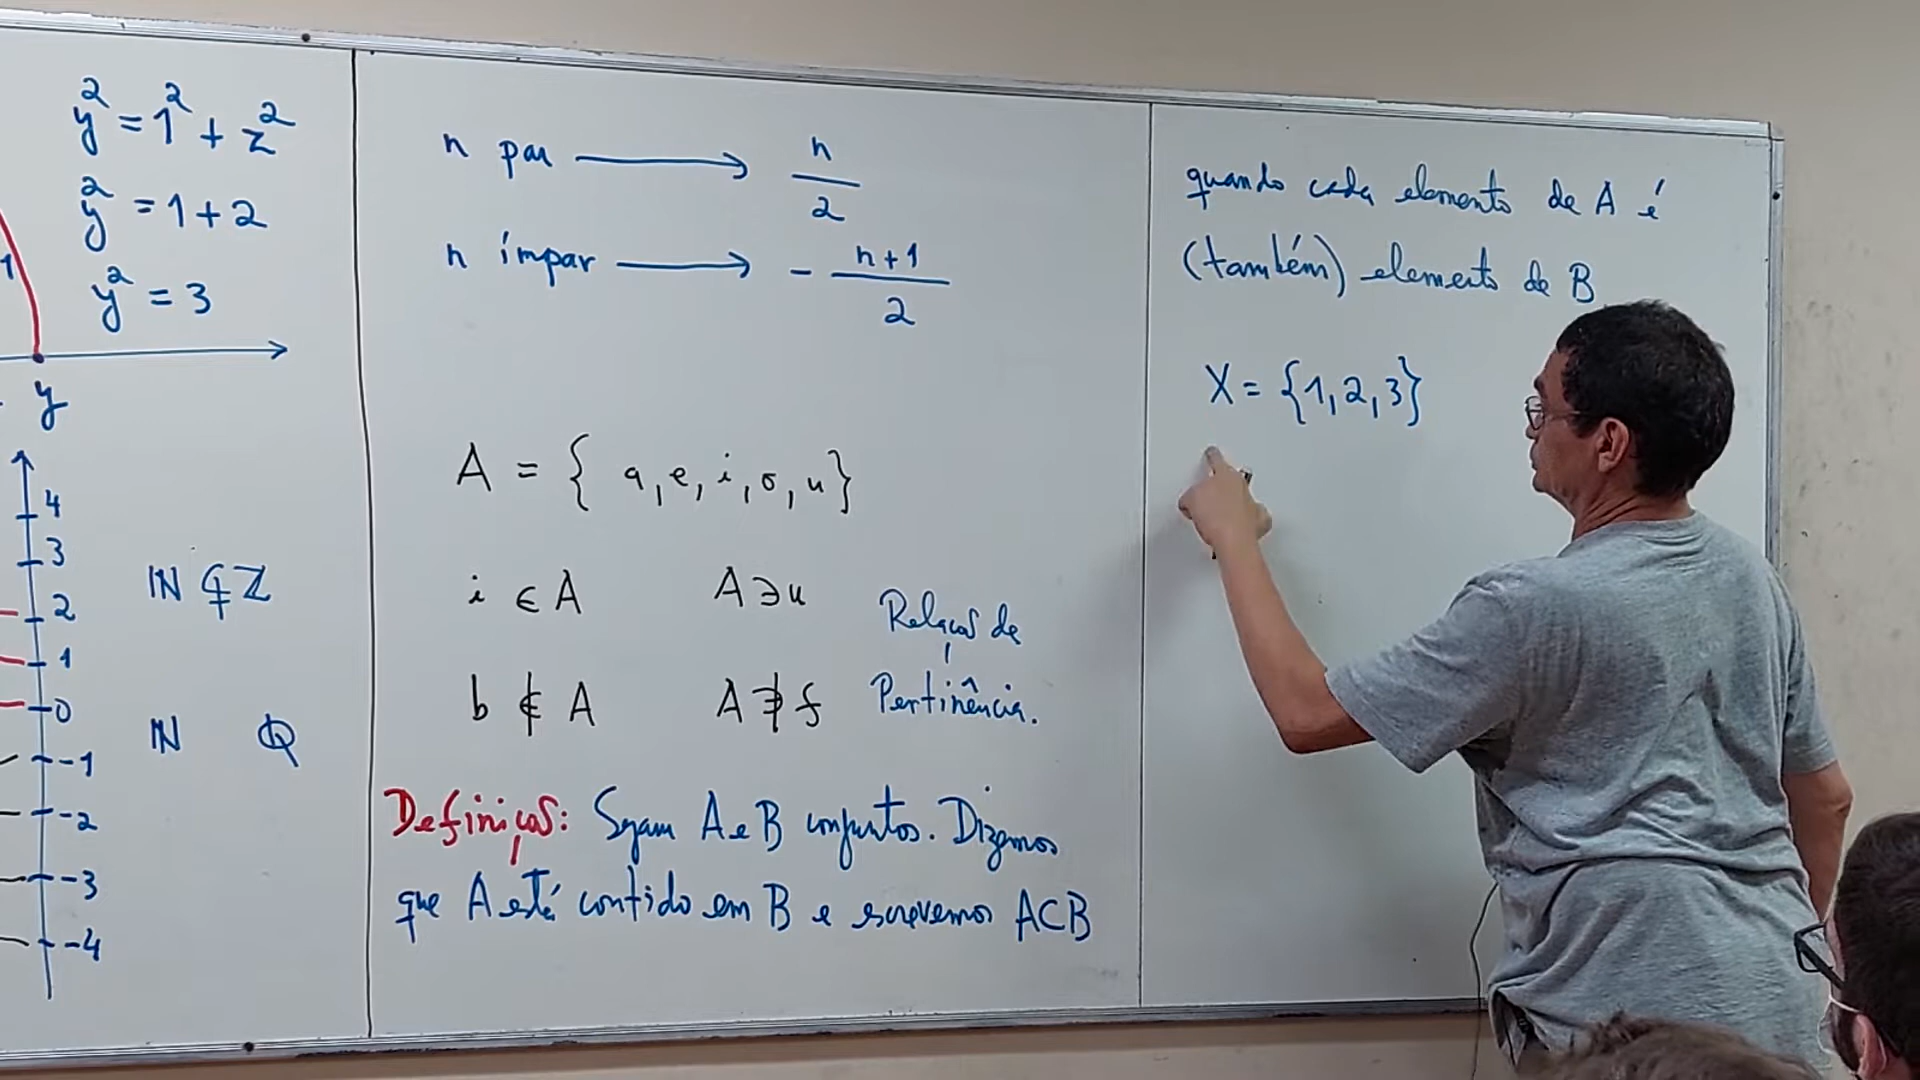 y² = 1² + z²
y² = 1 + 2
y² = 3
1
y
4
3
2
1
0
-1
-2
-3
-4
ℕ ⊊ ℤ
ℕ ℚ
n par ⟶ n/2
n ímpar ⟶ - (n+1)/2
A = { a, e, i, o, u }
i ∈ A A ∋ u
b ∉ A A ∌ f
Relação de
Pertinência.
Definição: Sejam A e B conjuntos. Dizemos
que A está contido em B e escrevemos A⊂B
quando cada elemento de A é
(também) elemento de B
X = {1, 2, 3}